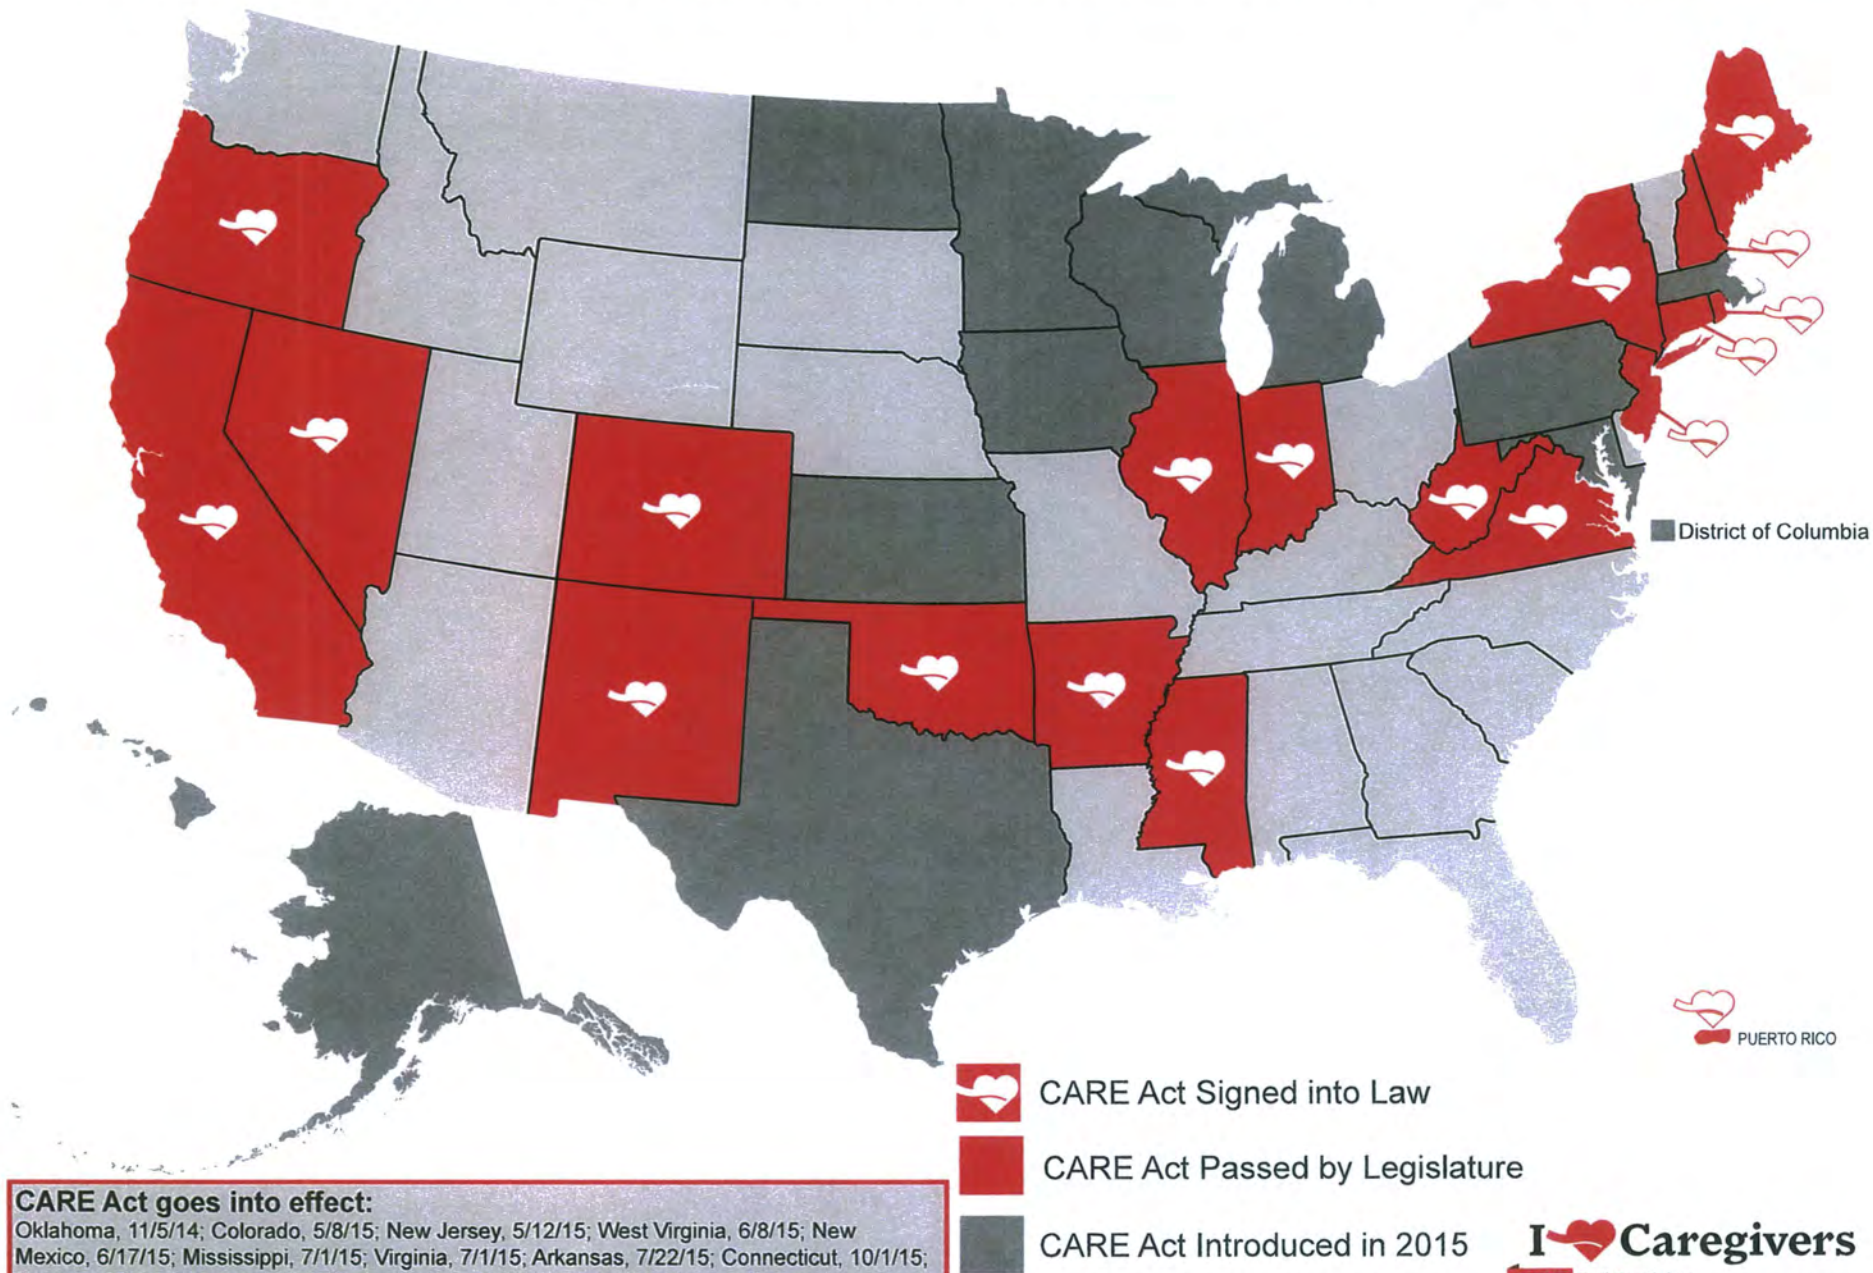 District of Columbia
PUERTO RICO
CARE Act Signed into Law
CARE Act Passed by Legislature
CARE Act Introduced in 2015
CARE Act goes into effect:
Oklahoma, 11/5/14; Colorado, 5/8/15; New Jersey, 5/12/15; West Virginia, 6/8/15; New
Mexico, 6/17/15; Mississippi, 7/1/15; Virginia, 7/1/15; Arkansas, 7/22/15; Connecticut, 10/1/15;
I Caregivers